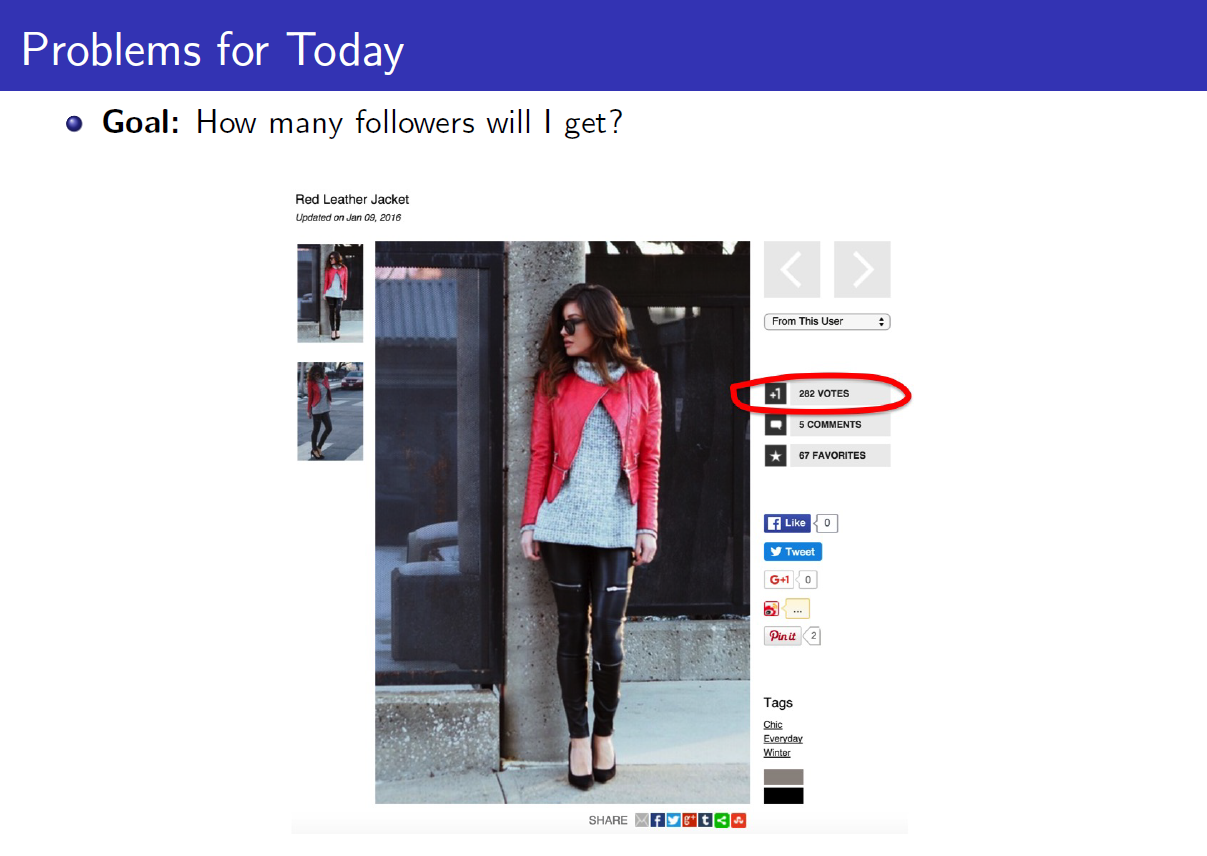 Problems for Today
Goal: How many followers will I get?
Red Leather Jacket
Updated on Jan 09, 2016
From This User
+1 282 VOTES
5 COMMENTS
67 FAVORITES
Like 0
Tweet
G+1 0
...
Pin it 2
Tags
Chic
Everyday
Winter
SHARE